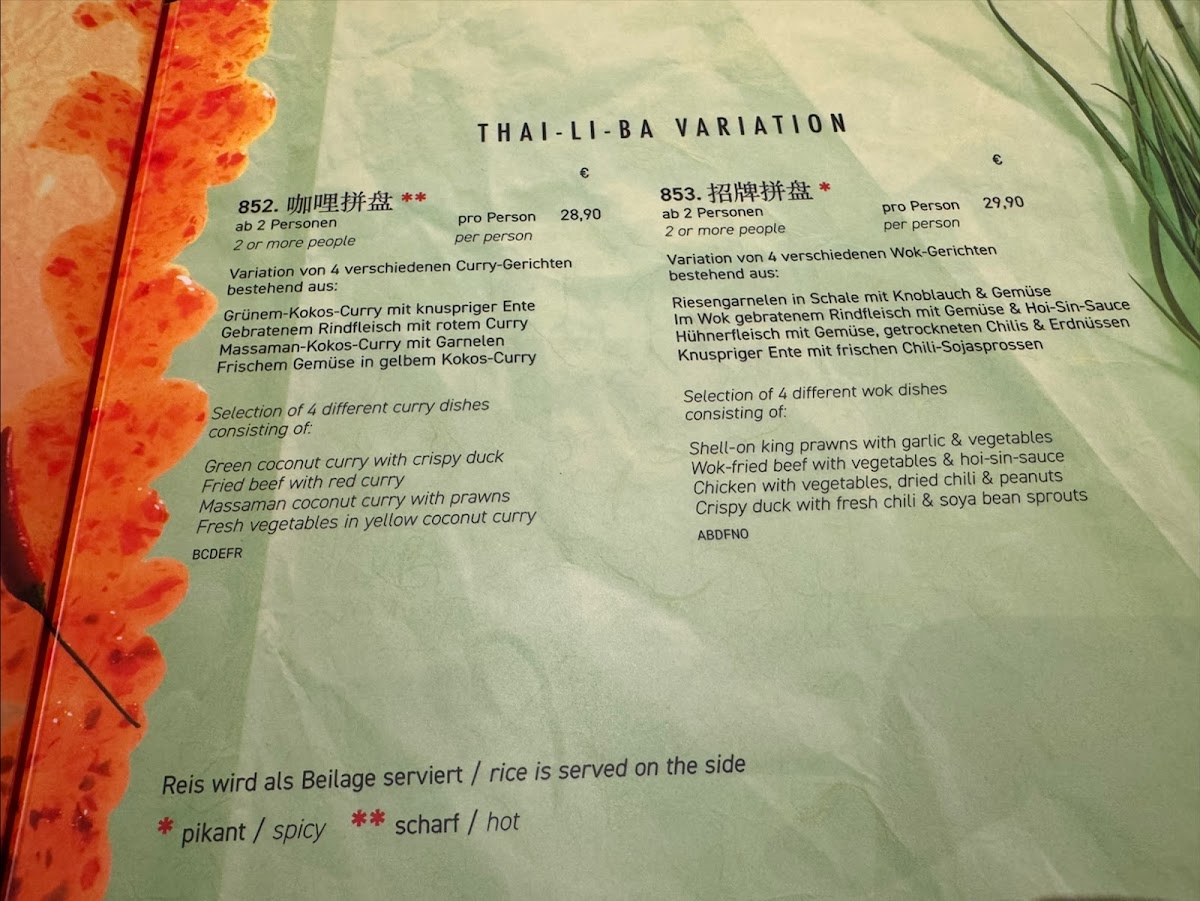 THAI-LI-BA VARIATION
€
852. 咖哩拼盘 **
ab 2 Personen pro Person 28,90
2 or more people per person
Variation von 4 verschiedenen Curry-Gerichten
bestehend aus:
Grünem-Kokos-Curry mit knuspriger Ente
Gebratenem Rindfleisch mit rotem Curry
Massaman-Kokos-Curry mit Garnelen
Frischem Gemüse in gelbem Kokos-Curry
Selection of 4 different curry dishes
consisting of:
Green coconut curry with crispy duck
Fried beef with red curry
Massaman coconut curry with prawns
Fresh vegetables in yellow coconut curry
BCDEFR
€
853. 招牌拼盘 *
ab 2 Personen pro Person 29,90
2 or more people per person
Variation von 4 verschiedenen Wok-Gerichten
bestehend aus:
Riesengarnelen in Schale mit Knoblauch & Gemüse
Im Wok gebratenem Rindfleisch mit Gemüse & Hoi-Sin-Sauce
Hühnerfleisch mit Gemüse, getrockneten Chilis & Erdnüssen
Knuspriger Ente mit frischen Chili-Sojasprossen
Selection of 4 different wok dishes
consisting of:
Shell-on king prawns with garlic & vegetables
Wok-fried beef with vegetables & hoi-sin-sauce
Chicken with vegetables, dried chili & peanuts
Crispy duck with fresh chili & soya bean sprouts
ABDFNO
Reis wird als Beilage serviert / rice is served on the side
* pikant / spicy ** scharf / hot